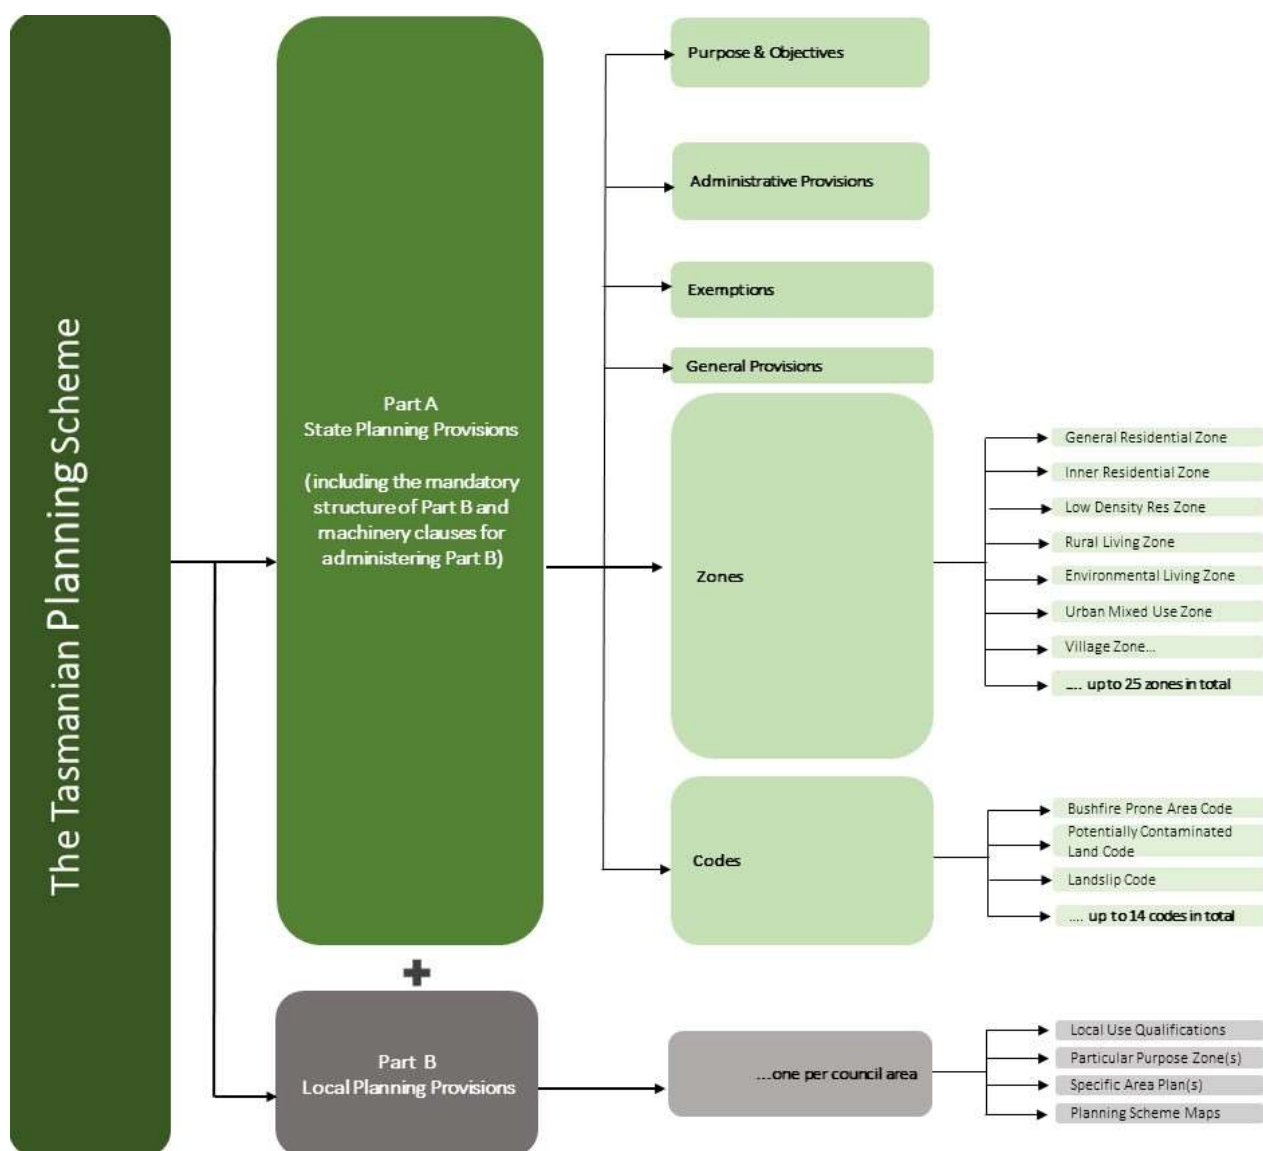 The Tasmanian Planning Scheme
Part A
State Planning Provisions
(including the mandatory
structure of Part B and
machinery clauses for
administering Part B)
Purpose & Objectives
Administrative Provisions
Exemptions
General Provisions
Zones
General Residential Zone
Inner Residential Zone
Low Density Res Zone
Rural Living Zone
Environmental Living Zone
Urban Mixed Use Zone
Village Zone...
.... up to 25 zones in total
Codes
Bushfire Prone Area Code
Potentially Contaminated
Land Code
Landslip Code
.... up to 14 codes in total
+
Part B
Local Planning Provisions
...one per council area
Local Use Qualifications
Particular Purpose Zone(s)
Specific Area Plan(s)
Planning Scheme Maps